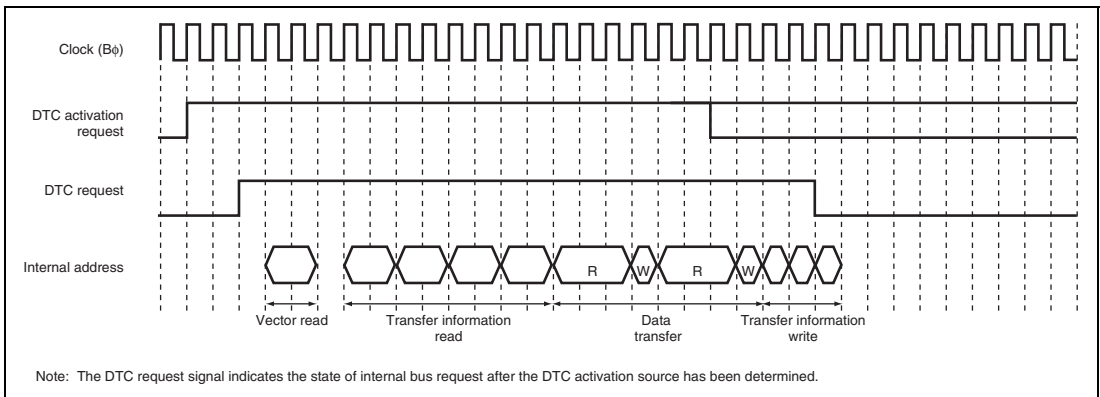 Clock (Bϕ)
DTC activation
request
DTC request
Internal address
R
W
R
W
Vector read
Transfer information
read
Data
transfer
Transfer information
write
Note: The DTC request signal indicates the state of internal bus request after the DTC activation source has been determined.